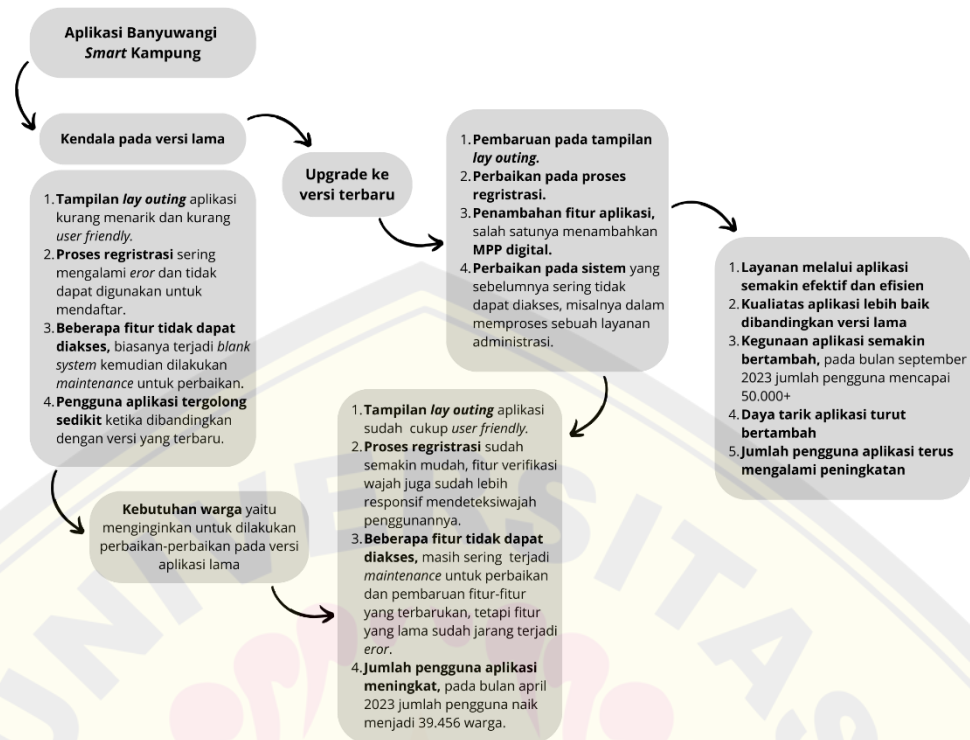 Aplikasi Banyuwangi
Smart Kampung
Kendala pada versi lama
1. Tampilan lay outing aplikasi
kurang menarik dan kurang
user friendly.
2. Proses regristrasi sering
mengalami eror dan tidak
dapat digunakan untuk
mendaftar.
3. Beberapa fitur tidak dapat
diakses, biasanya terjadi blank
system kemudian dilakukan
maintenance untuk perbaikan.
4. Pengguna aplikasi tergolong
sedikit ketika dibandingkan
dengan versi yang terbaru.
Kebutuhan warga yaitu
menginginkan untuk dilakukan
perbaikan-perbaikan pada versi
aplikasi lama
Upgrade ke
versi terbaru
1. Pembaruan pada tampilan
lay outing.
2. Perbaikan pada proses
regristrasi.
3. Penambahan fitur aplikasi,
salah satunya menambahkan
MPP digital.
4. Perbaikan pada sistem yang
sebelumnya sering tidak
dapat diakses, misalnya dalam
memproses sebuah layanan
administrasi.
1. Tampilan lay outing aplikasi
sudah cukup user friendly.
2. Proses regristrasi sudah
semakin mudah, fitur verifikasi
wajah juga sudah lebih
responsif mendeteksiwajah
penggunannya.
3. Beberapa fitur tidak dapat
diakses, masih sering terjadi
maintenance untuk perbaikan
dan pembaruan fitur-fitur
yang terbarukan, tetapi fitur
yang lama sudah jarang terjadi
eror.
4. Jumlah pengguna aplikasi
meningkat, pada bulan april
2023 jumlah pengguna naik
menjadi 39.456 warga.
1. Layanan melalui aplikasi
semakin efektif dan efisien
2. Kualiatas aplikasi lebih baik
dibandingkan versi lama
3. Kegunaan aplikasi semakin
bertambah, pada bulan september
2023 jumlah pengguna mencapai
50.000+
4. Daya tarik aplikasi turut
bertambah
5. Jumlah pengguna aplikasi terus
mengalami peningkatan
UNIVERSITAS